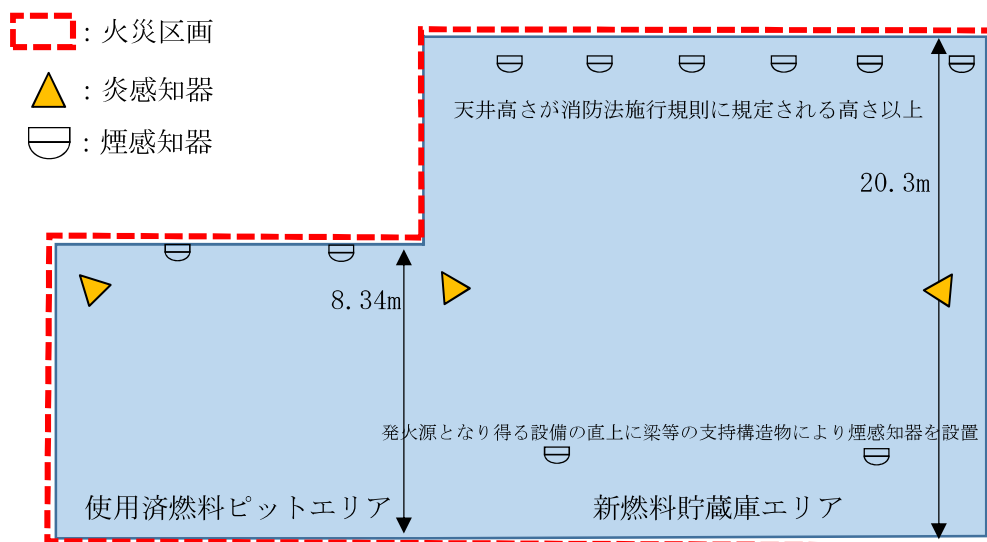 ：火災区画
：炎感知器
：煙感知器
天井高さが消防法施行規則に規定される高さ以上
20.3m
8.34m
発火源となり得る設備の直上に梁等の支持構造物により煙感知器を設置
使用済燃料ピットエリア
新燃料貯蔵庫エリア